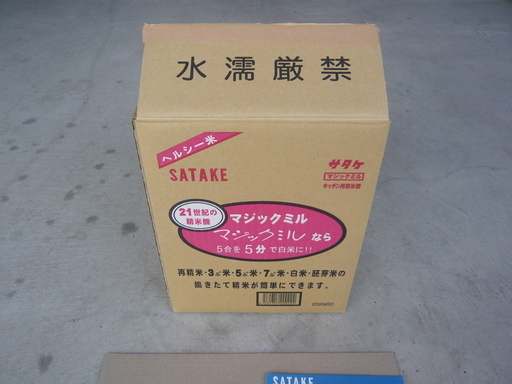 水濡厳禁
ヘルシー米
SATAKE
サタケ
マジックミル
キッチン用精米機
21世紀の
精米機
マジックミル
マジックミルなら
5合を5分で白米に!!
再精米・3ぶ米・5ぶ米・7ぶ米・白米・胚芽米の
搗きたて精米が簡単にできます。
SATAKE